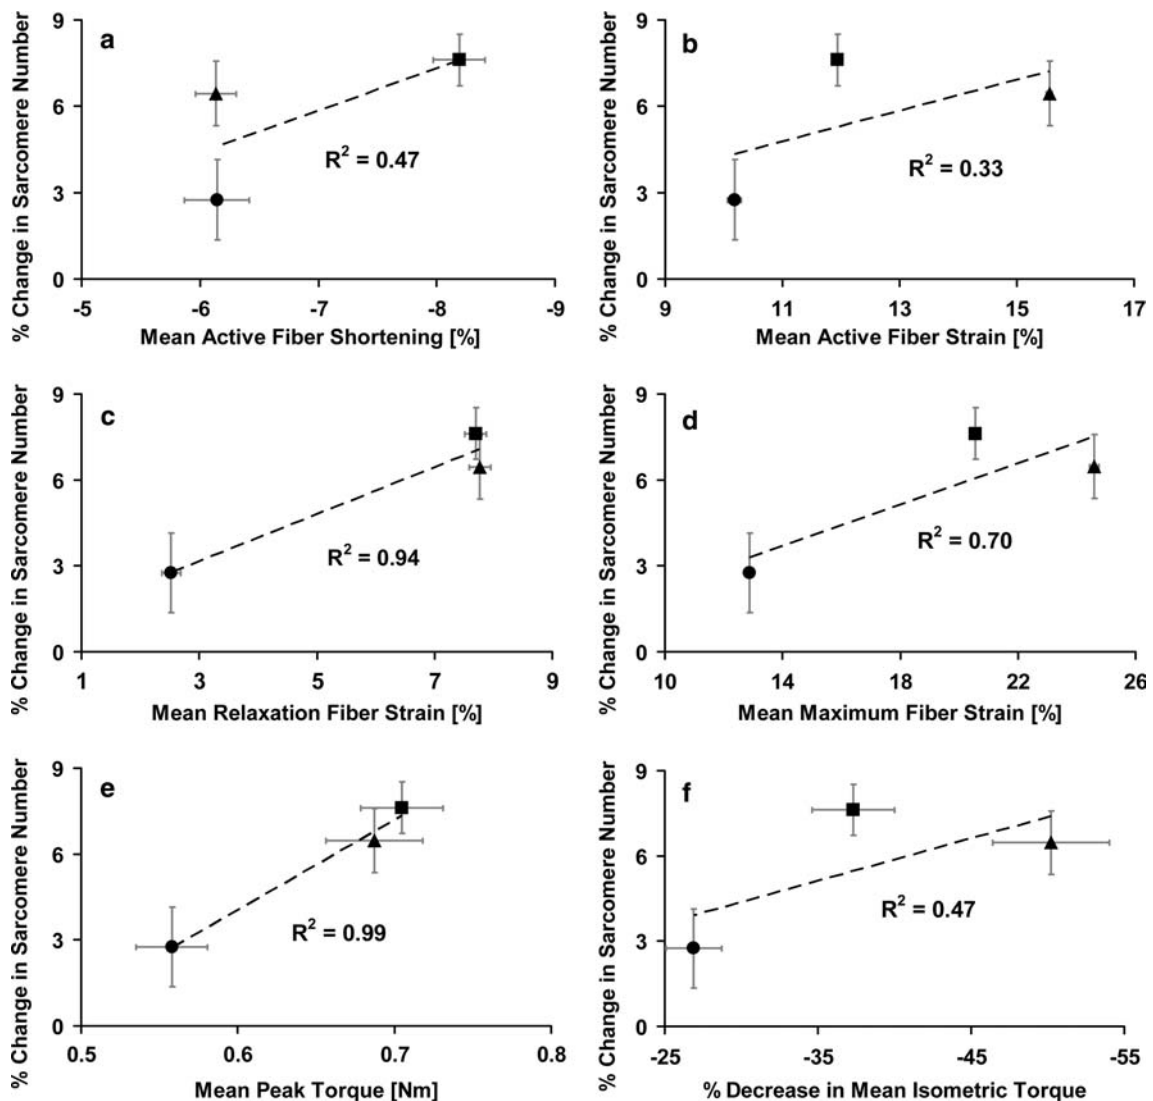 % Change in Sarcomere Number
9
6
3
0
a
R² = 0.47
-5
-6
-7
-8
-9
Mean Active Fiber Shortening [%]
% Change in Sarcomere Number
9
6
3
0
b
R² = 0.33
9
11
13
15
17
Mean Active Fiber Strain [%]
% Change in Sarcomere Number
9
6
3
0
c
R² = 0.94
1
3
5
7
9
Mean Relaxation Fiber Strain [%]
% Change in Sarcomere Number
9
6
3
0
d
R² = 0.70
10
14
18
22
26
Mean Maximum Fiber Strain [%]
% Change in Sarcomere Number
9
6
3
0
e
R² = 0.99
0.5
0.6
0.7
0.8
Mean Peak Torque [Nm]
% Change in Sarcomere Number
9
6
3
0
f
R² = 0.47
-25
-35
-45
-55
% Decrease in Mean Isometric Torque